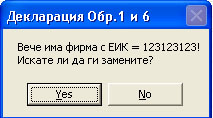 Декларация Обр.1 и 6
Вече има фирма с ЕИК = 123123123!
Искате ли да ги замените?
Yes
No